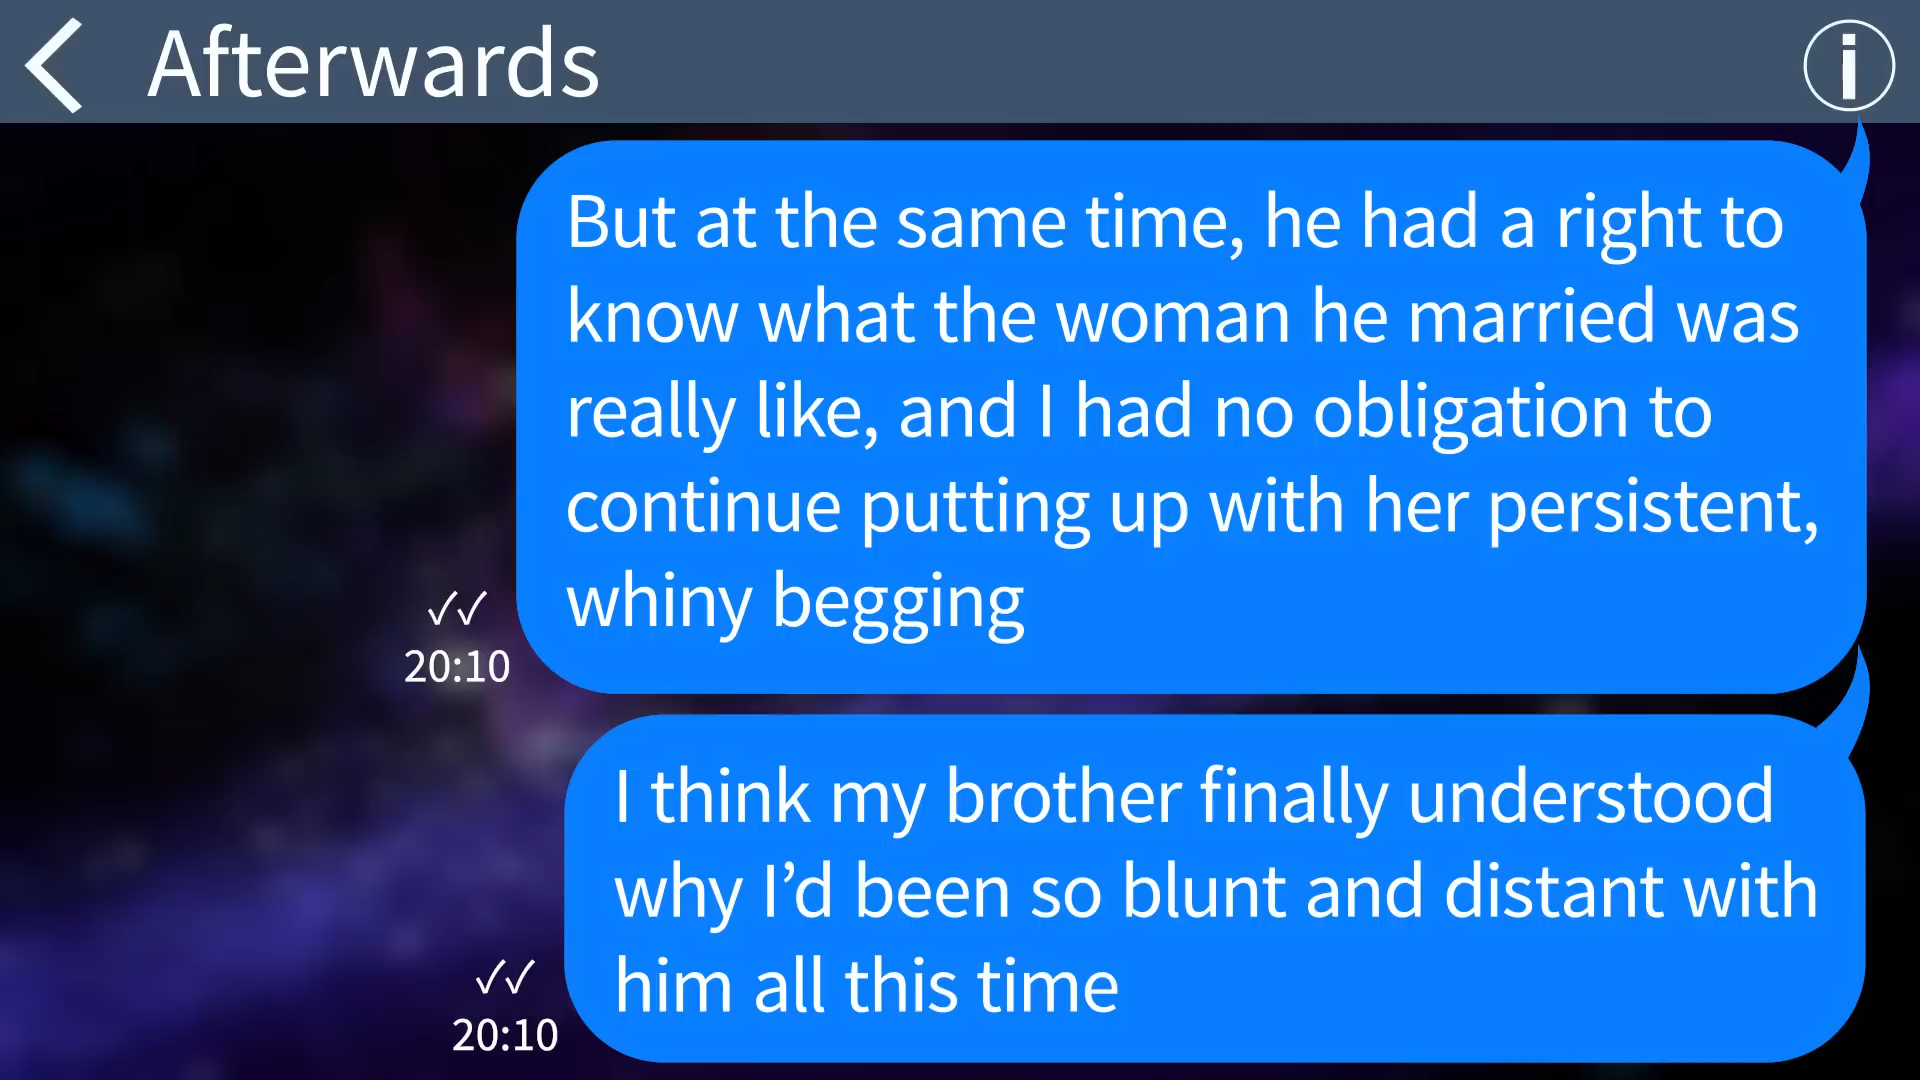 Afterwards
But at the same time, he had a right to
know what the woman he married was
really like, and I had no obligation to
continue putting up with her persistent,
whiny begging
✓✓
20:10
I think my brother finally understood
why I’d been so blunt and distant with
him all this time
✓✓
20:10